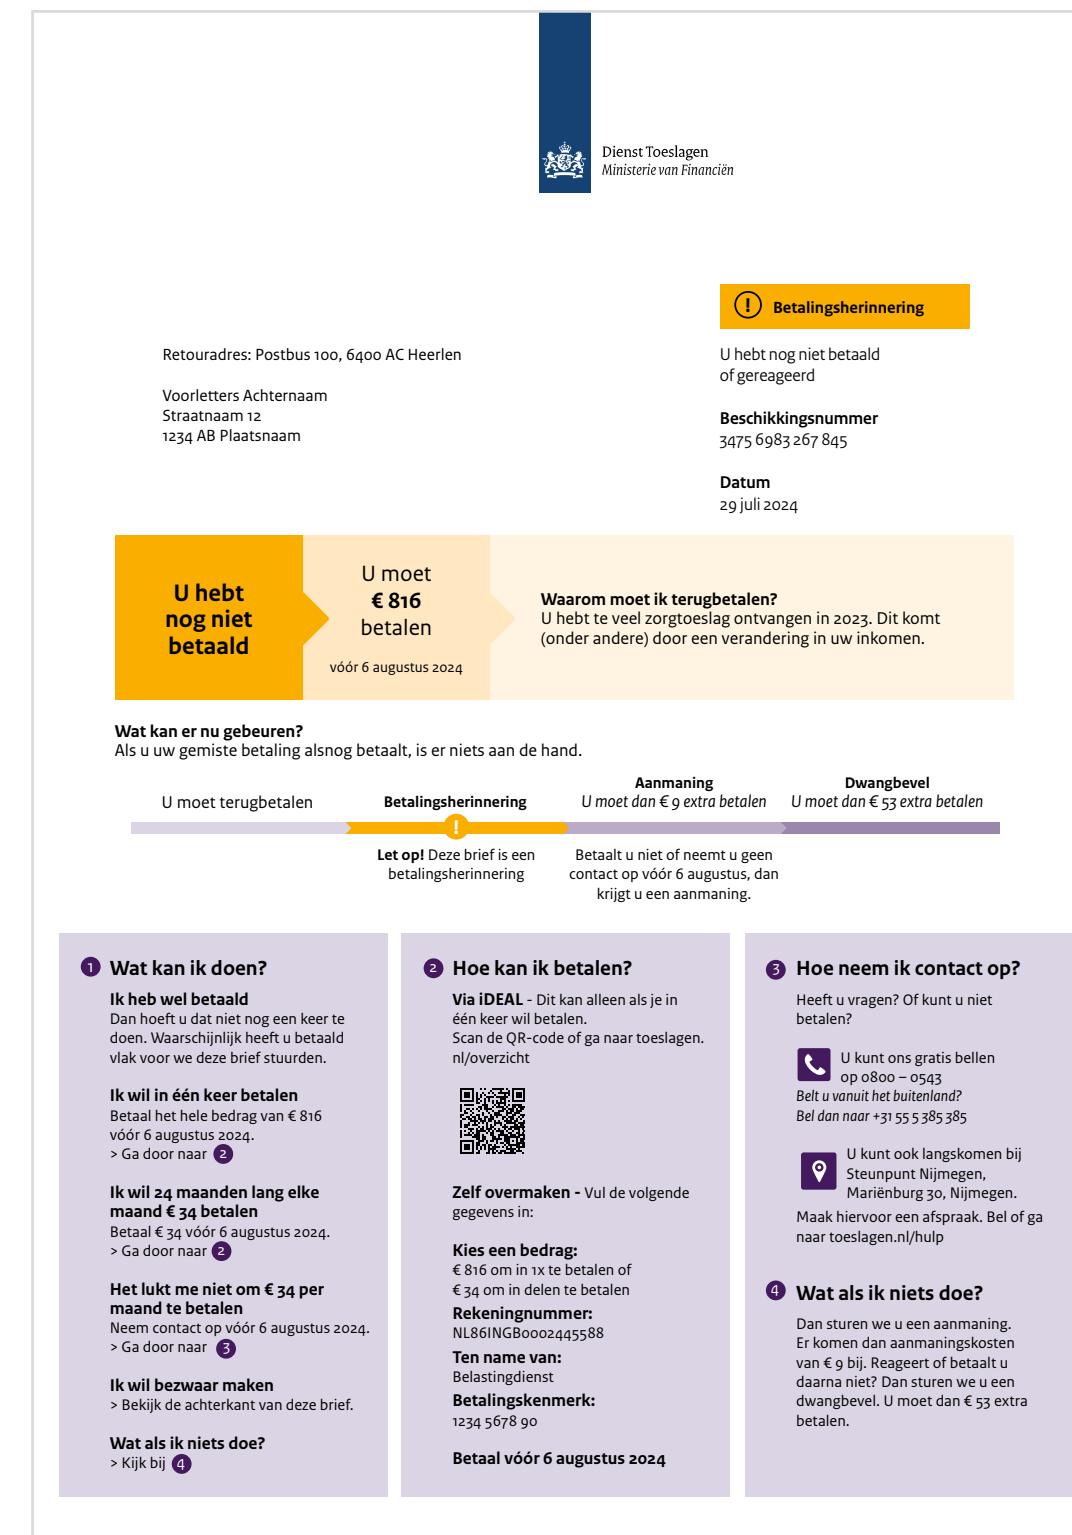 Dienst Toeslagen
Ministerie van Financiën
! Betalingsherinnering
Retouradres: Postbus 100, 6400 AC Heerlen
Voorletters Achternaam
Straatnaam 12
1234 AB Plaatsnaam
U hebt nog niet betaald
of gereageerd
Beschikkingsnummer
3475 6983 267 845
Datum
29 juli 2024
U hebt
nog niet
betaald
U moet
€ 816
betalen
vóór 6 augustus 2024
Waarom moet ik terugbetalen?
U hebt te veel zorgtoeslag ontvangen in 2023. Dit komt
(onder andere) door een verandering in uw inkomen.
Wat kan er nu gebeuren?
Als u uw gemiste betaling alsnog betaalt, is er niets aan de hand.
U moet terugbetalen
Betalingsherinnering
!
Let op! Deze brief is een
betalingsherinnering
Aanmaning
U moet dan € 9 extra betalen
Betaalt u niet of neemt u geen
contact op vóór 6 augustus, dan
krijgt u een aanmaning.
Dwangbevel
U moet dan € 53 extra betalen
1 Wat kan ik doen?
Ik heb wel betaald
Dan hoeft u dat niet nog een keer te
doen. Waarschijnlijk heeft u betaald
vlak voor we deze brief stuurden.
Ik wil in één keer betalen
Betaal het hele bedrag van € 816
vóór 6 augustus 2024.
> Ga door naar 2
Ik wil 24 maanden lang elke
maand € 34 betalen
Betaal € 34 vóór 6 augustus 2024.
> Ga door naar 2
Het lukt me niet om € 34 per
maand te betalen
Neem contact op vóór 6 augustus 2024.
> Ga door naar 3
Ik wil bezwaar maken
> Bekijk de achterkant van deze brief.
Wat als ik niets doe?
> Kijk bij 4
2 Hoe kan ik betalen?
Via iDEAL - Dit kan alleen als je in
één keer wil betalen.
Scan de QR-code of ga naar toeslagen.
nl/overzicht
Zelf overmaken - Vul de volgende
gegevens in:
Kies een bedrag:
€ 816 om in 1x te betalen of
€ 34 om in delen te betalen
Rekeningnummer:
NL86INGB0002445588
Ten name van:
Belastingdienst
Betalingskenmerk:
1234 5678 90
Betaal vóór 6 augustus 2024
3 Hoe neem ik contact op?
Heeft u vragen? Of kunt u niet
betalen?
U kunt ons gratis bellen
op 0800 – 0543
Belt u vanuit het buitenland?
Bel dan naar +31 55 5 385 385
U kunt ook langskomen bij
Steunpunt Nijmegen,
Mariënburg 30, Nijmegen.
Maak hiervoor een afspraak. Bel of ga
naar toeslagen.nl/hulp
4 Wat als ik niets doe?
Dan sturen we u een aanmaning.
Er komen dan aanmaningskosten
van € 9 bij. Reageert of betaalt u
daarna niet? Dan sturen we u een
dwangbevel. U moet dan € 53 extra
betalen.